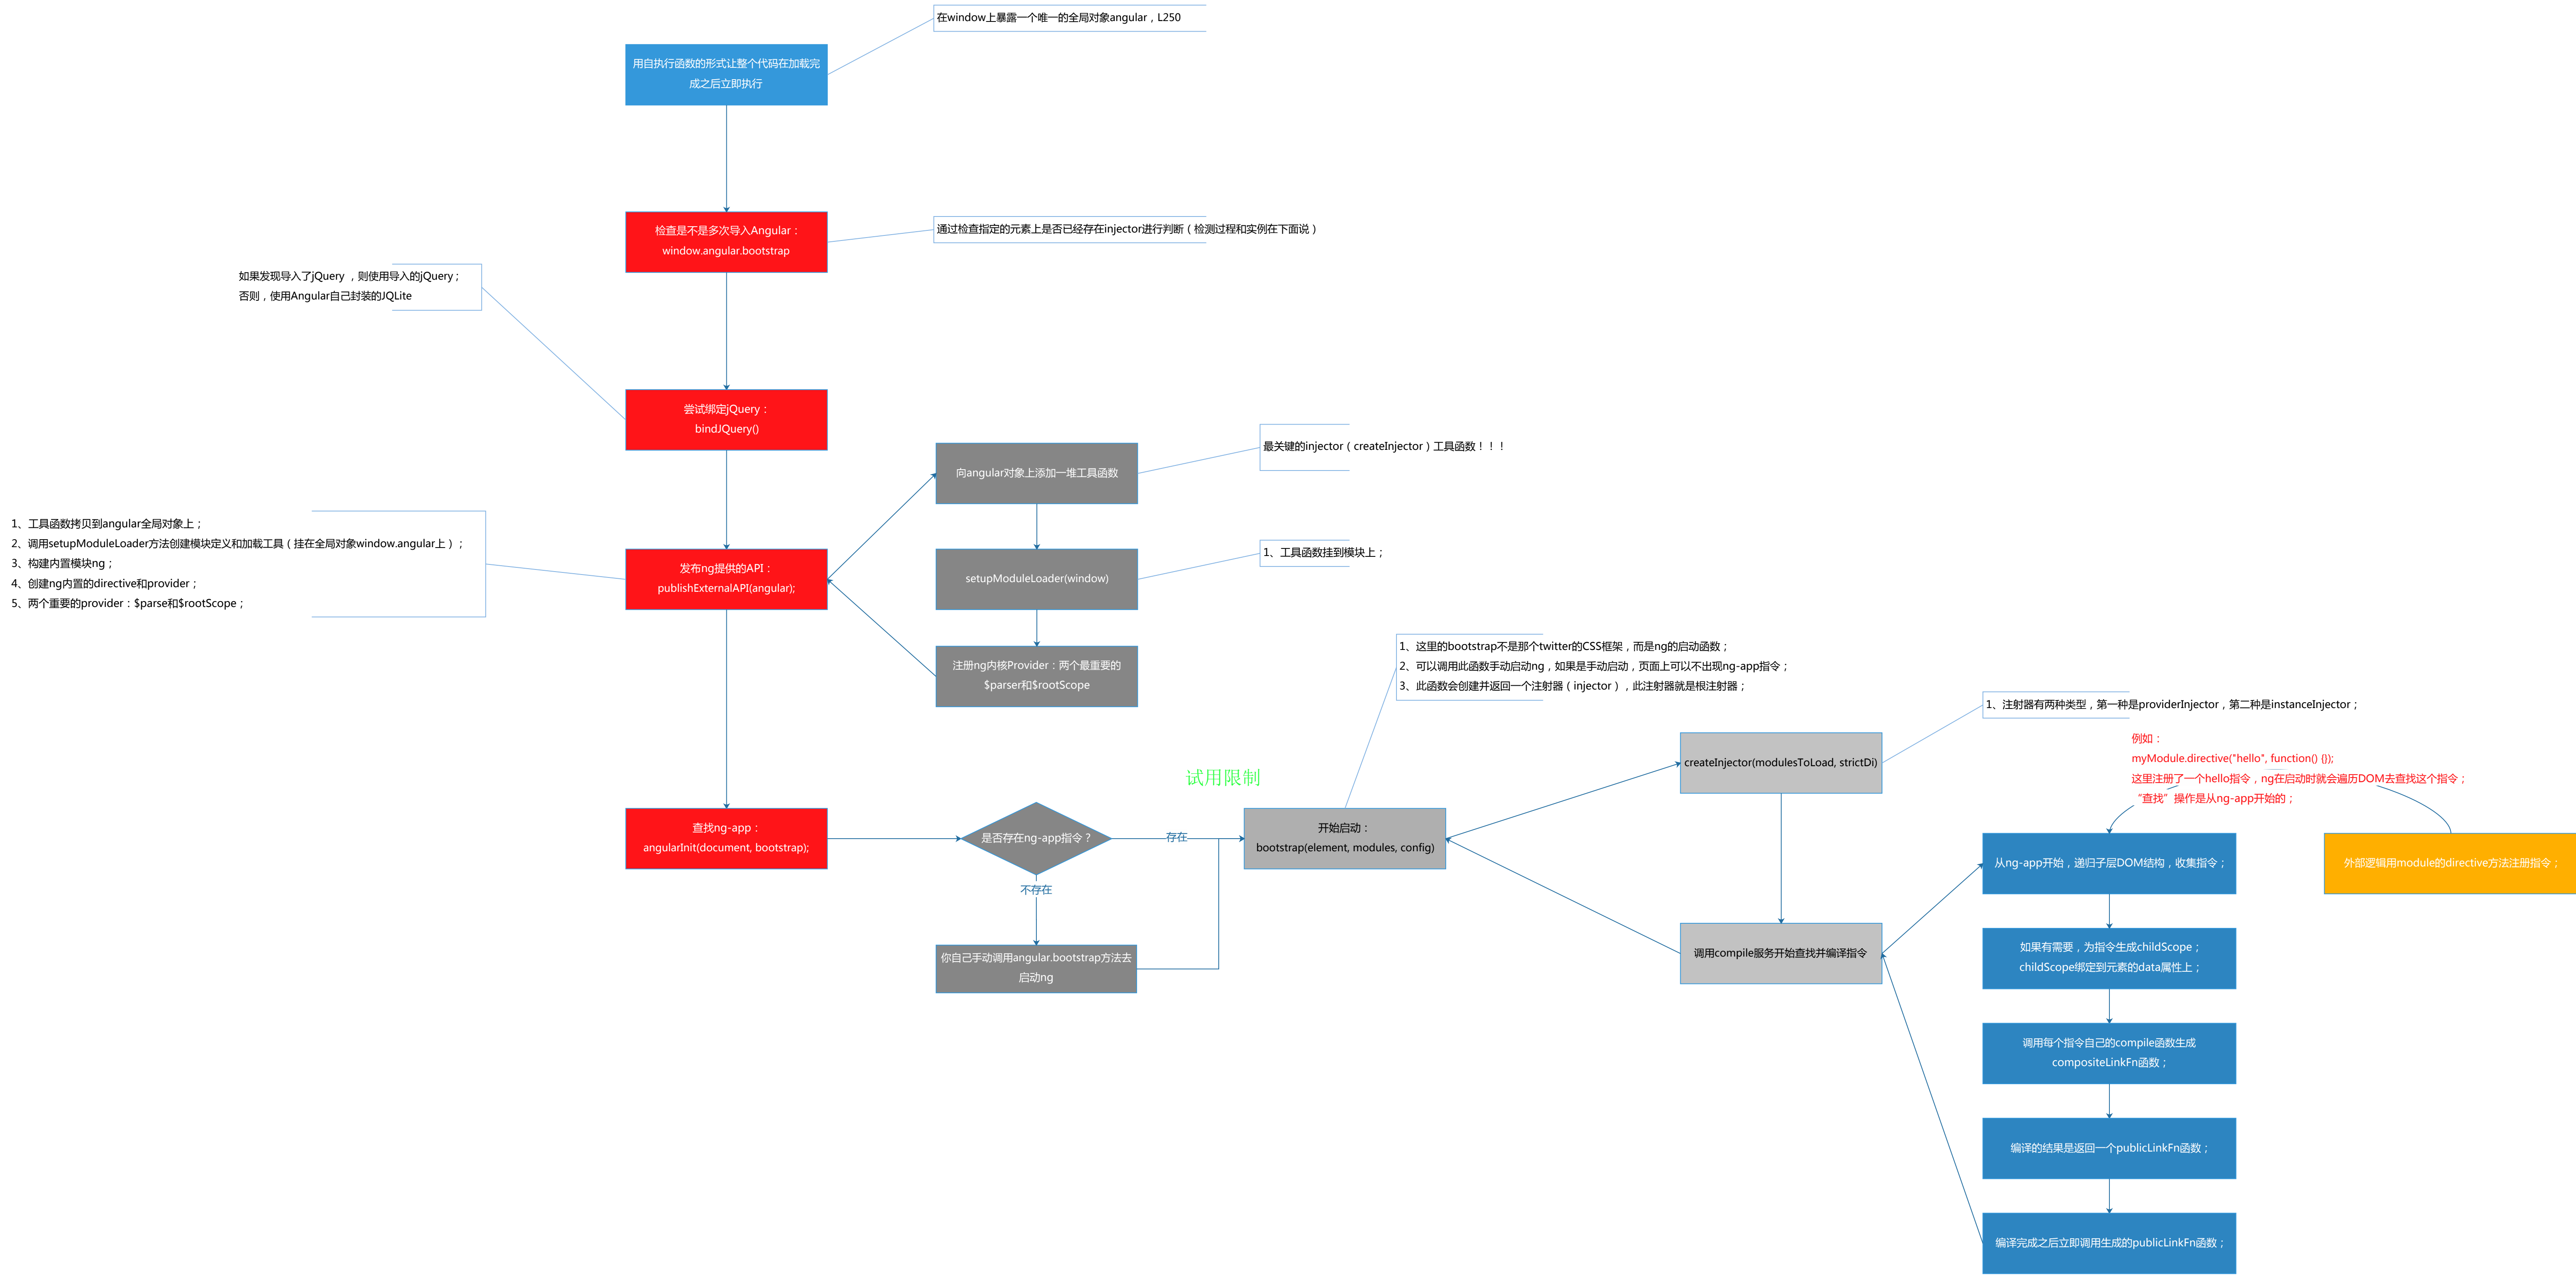 在window上暴露一个唯一的全局对象angular，L250
用自执行函数的形式让整个代码在加载完
成之后立即执行
检查是不是多次导入Angular：
window.angular.bootstrap
通过检查指定的元素上是否已经存在injector进行判断（检测过程和实例在下面说）
如果发现导入了jQuery ，则使用导入的jQuery；
否则，使用Angular自己封装的JQLite
尝试绑定jQuery：
bindJQuery()
向angular对象上添加一堆工具函数
最关键的injector（createInjector）工具函数！！！
1、工具函数拷贝到angular全局对象上；
2、调用setupModuleLoader方法创建模块定义和加载工具（挂在全局对象window.angular上）；
3、构建内置模块ng；
4、创建ng内置的directive和provider；
5、两个重要的provider：$parse和$rootScope；
发布ng提供的API：
publishExternalAPI(angular);
setupModuleLoader(window)
1、工具函数挂到模块上；
注册ng内核Provider：两个最重要的
$parser和$rootScope
1、这里的bootstrap不是那个twitter的CSS框架，而是ng的启动函数；
2、可以调用此函数手动启动ng，如果是手动启动，页面上可以不出现ng-app指令；
3、此函数会创建并返回一个注射器（injector），此注射器就是根注射器；
1、注射器有两种类型，第一种是providerInjector，第二种是instanceInjector；
例如：
myModule.directive("hello", function() {});
这里注册了一个hello指令，ng在启动时就会遍历DOM去查找这个指令；
“查找”操作是从ng-app开始的；
createInjector(modulesToLoad, strictDi)
试用限制
查找ng-app：
angularInit(document, bootstrap);
是否存在ng-app指令？
存在
不存在
开始启动：
bootstrap(element, modules, config)
你自己手动调用angular.bootstrap方法去
启动ng
调用compile服务开始查找并编译指令
从ng-app开始，递归子层DOM结构，收集指令；
外部逻辑用module的directive方法注册指令；
如果有需要，为指令生成childScope；
childScope绑定到元素的data属性上；
调用每个指令自己的compile函数生成
compositeLinkFn函数；
编译的结果是返回一个publicLinkFn函数；
编译完成之后立即调用生成的publicLinkFn函数；